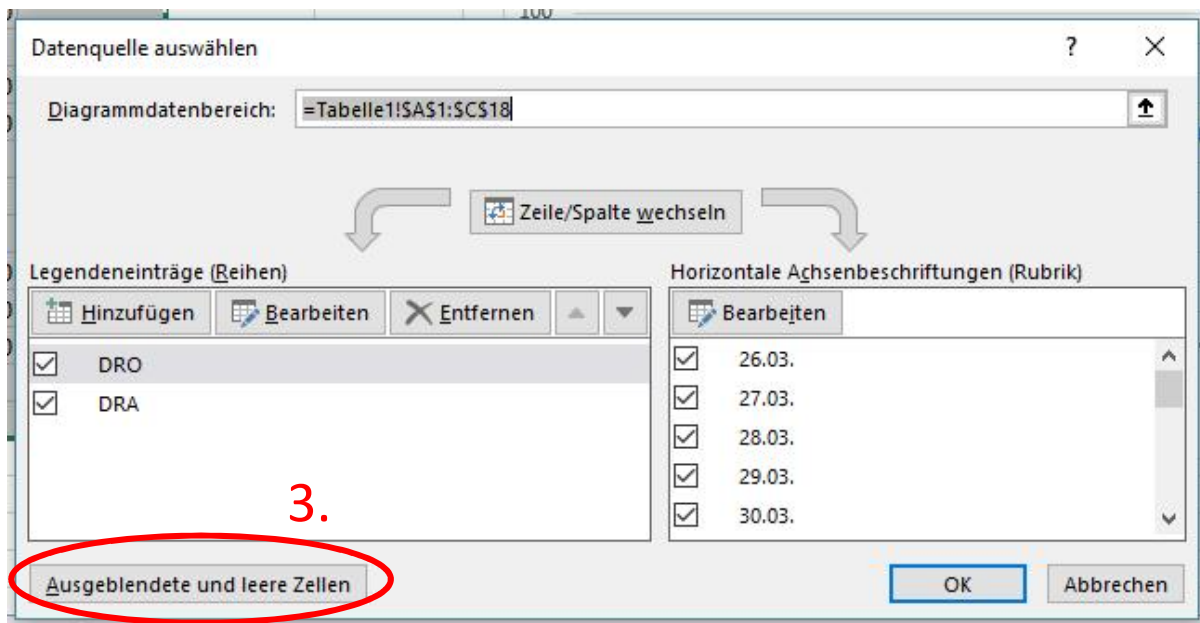 100
Datenquelle auswählen ?
Diagrammdatenbereich: =Tabelle1!$A$1:$C$18
Zeile/Spalte wechseln
Legendeneinträge (Reihen)
Hinzufügen Bearbeiten Entfernen
DRO
DRA
Horizontale Achsenbeschriftungen (Rubrik)
Bearbeiten
26.03.
27.03.
28.03.
29.03.
30.03.
3.
Ausgeblendete und leere Zellen
OK Abbrechen